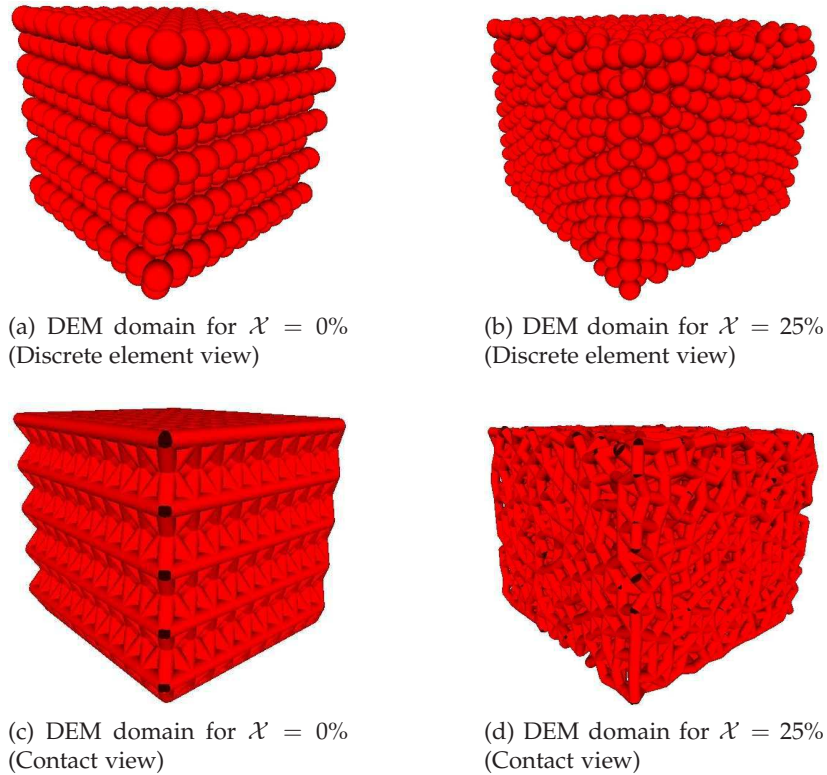 (a) DEM domain for 𝒳 = 0%
(Discrete element view)
(b) DEM domain for 𝒳 = 25%
(Discrete element view)
(c) DEM domain for 𝒳 = 0%
(Contact view)
(d) DEM domain for 𝒳 = 25%
(Contact view)